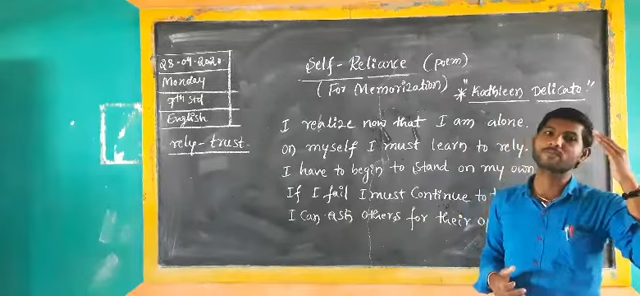 28-09-2020
Monday
9th std
English
rely - trust.
Self-Reliance (poem)
(For Memorization)
* "Kathleen Delicato"
I realize now that I am alone.
on myself I must learn to rely.
I have to begin to stand on my own
If I fail I must Continue to
I Can ask others for their